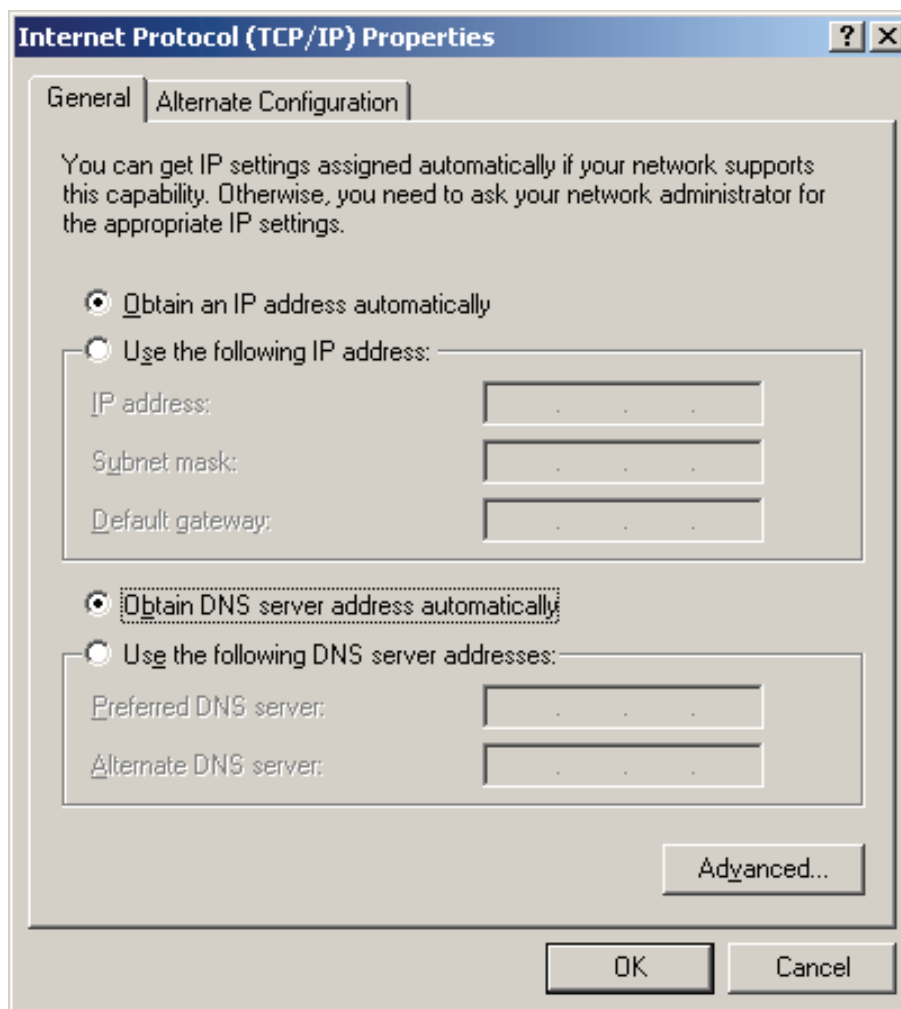 Internet Protocol (TCP/IP) Properties
General
Alternate Configuration
You can get IP settings assigned automatically if your network supports
this capability. Otherwise, you need to ask your network administrator for
the appropriate IP settings.
Obtain an IP address automatically
Use the following IP address:
IP address:
Subnet mask:
Default gateway:
Obtain DNS server address automatically
Use the following DNS server addresses:
Preferred DNS server:
Alternate DNS server:
Advanced...
OK
Cancel